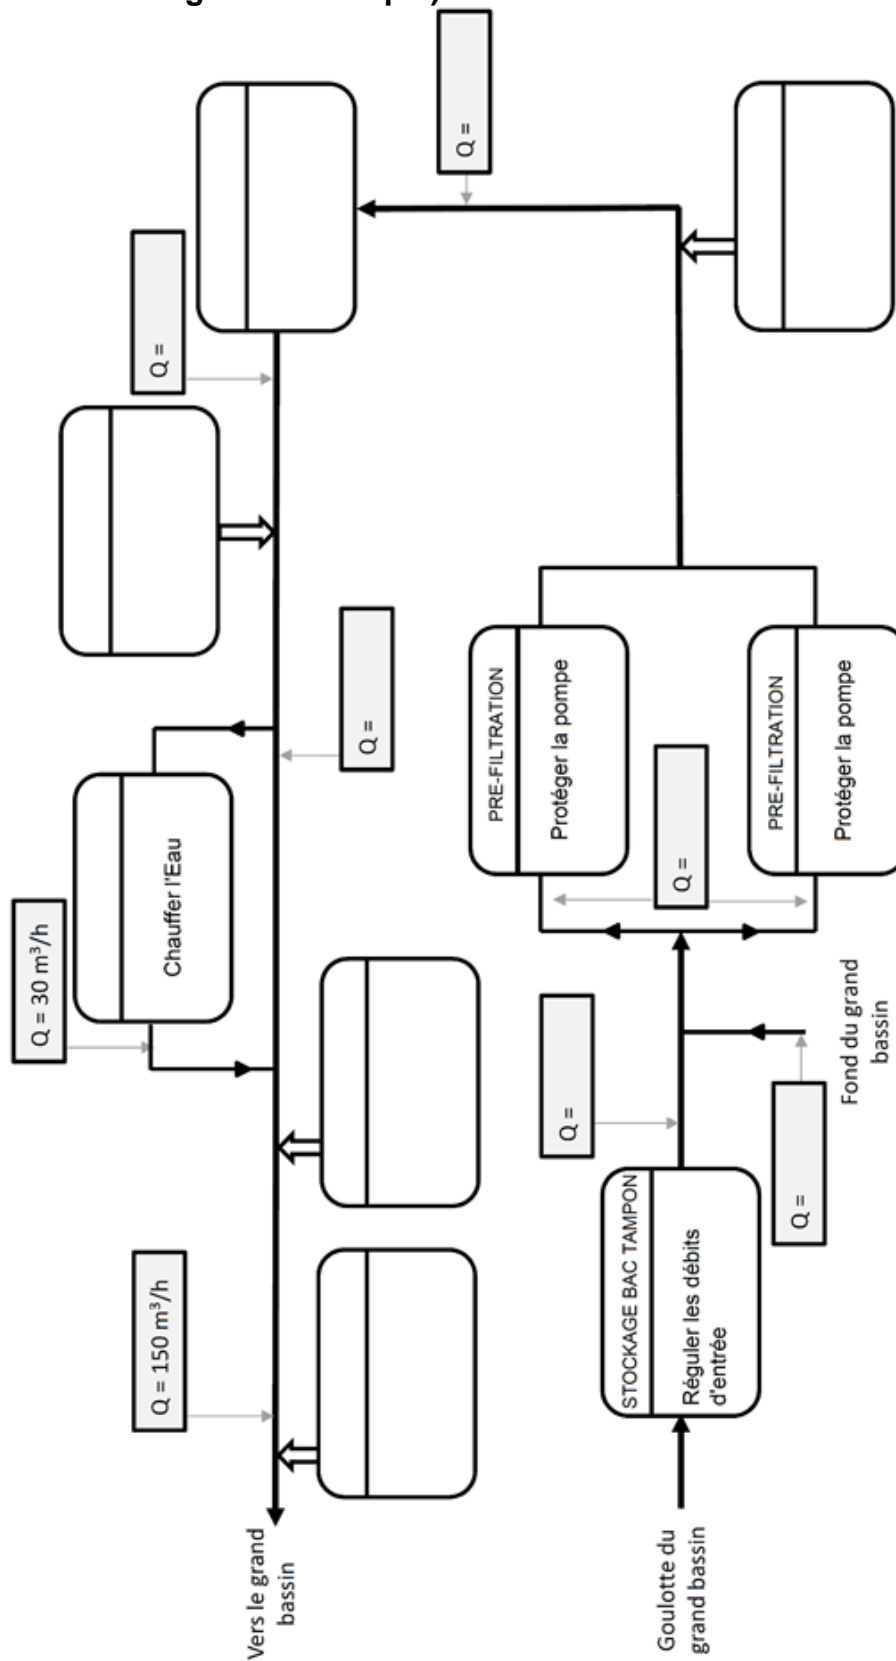 Vers le grand
bassin
Q = 150 m³/h
Q = 30 m³/h
Chauffer l'Eau
Q =
Q =
Q =
Goulotte du
grand bassin
STOCKAGE BAC TAMPON
Réguler les débits
d'entrée
Q =
Q =
Fond du grand
bassin
Q =
PRE-FILTRATION
Protéger la pompe
PRE-FILTRATION
Protéger la pompe